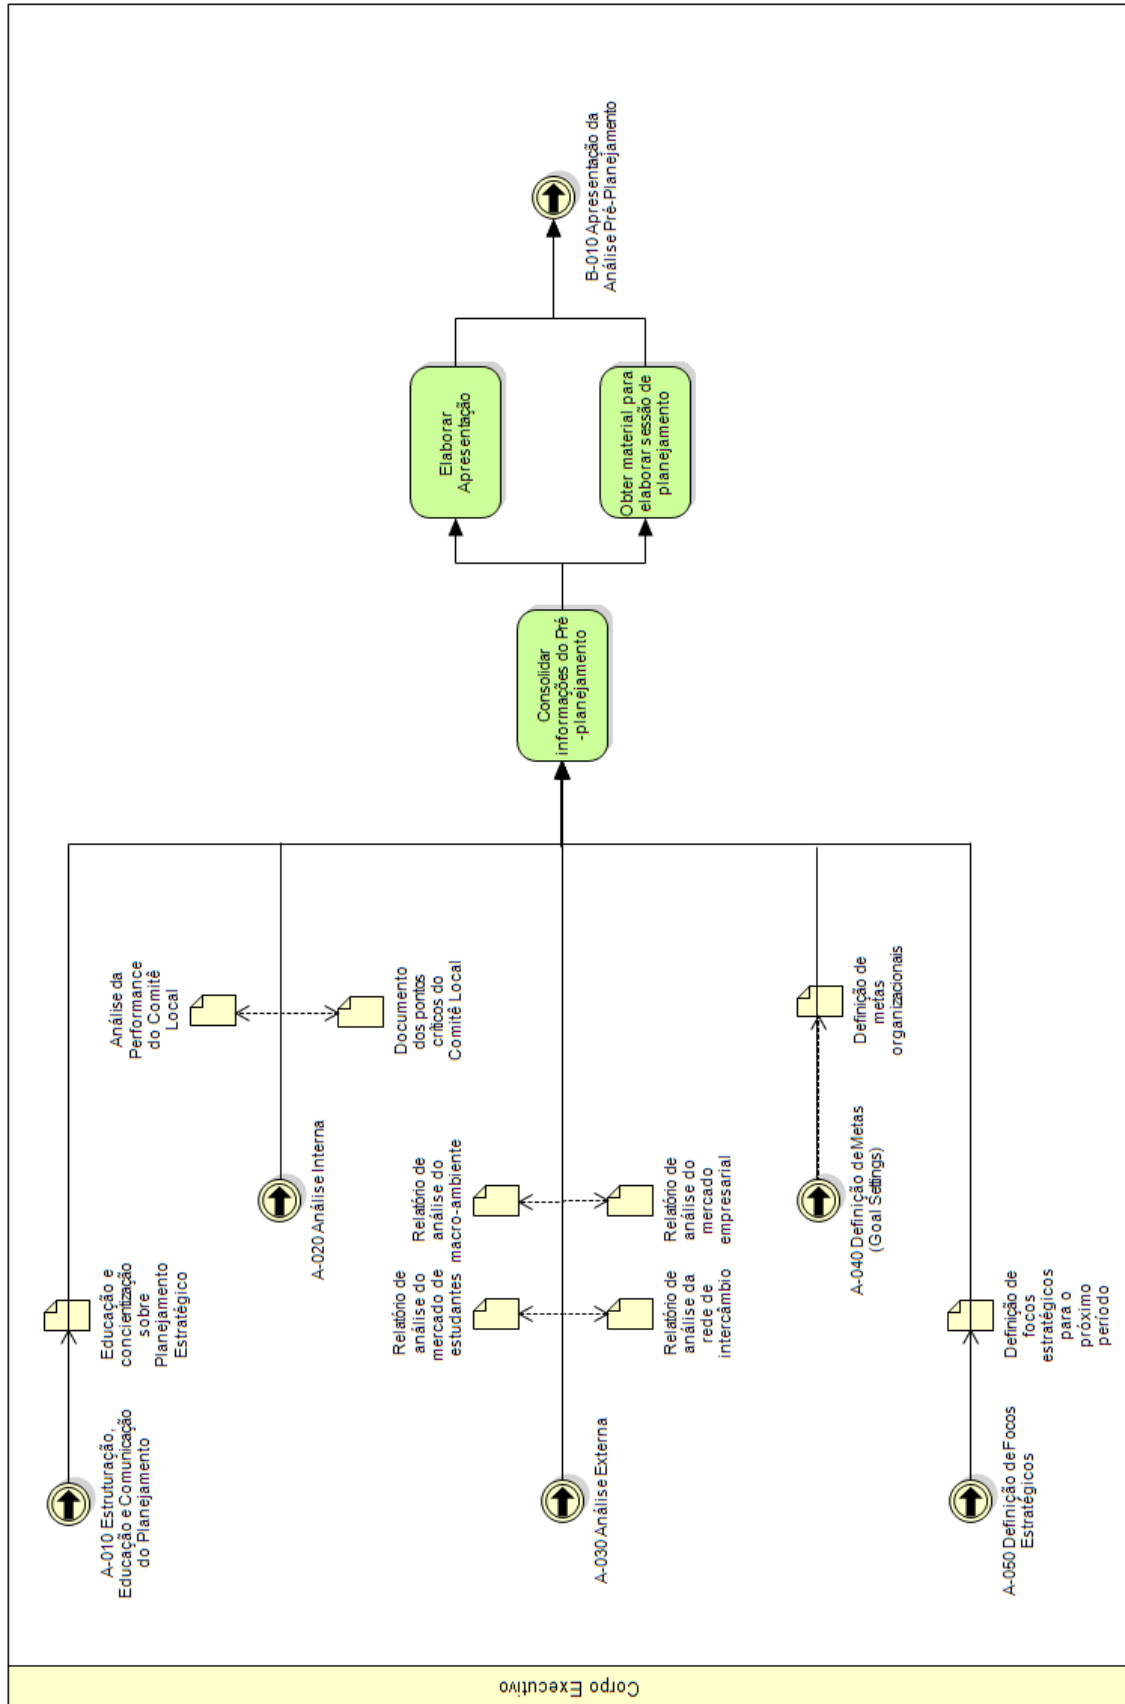 Corpo Executivo
A-010 Estruturação,
Educação e Comunicação
do Planejamento
Educação e
concientização
sobre
Planejamento
Estratégico
A-020 Análise Interna
Análise da
Performance
do Comitê
Local
Documento
dos pontos
críticos do
Comitê Local
A-030 Análise Externa
Relatório de
análise do
mercado de
estudantes
Relatório de
análise do
macro-ambiente
Relatório de
análise da
rede de
intercâmbio
Relatório de
análise do
mercado
empresarial
A-040 Definição de Metas
(Goal Settings)
Definição de
metas
organizacionais
A-050 Definição de Focos
Estratégicos
Definição de
focos
estratégicos
para o
próximo
período
Consolidar
informações do Pré
-planejamento
Elaborar
Apresentação
Obter material para
elaborar sessão de
planejamento
B-010 Apresentação da
Análise Pré-Planejamento